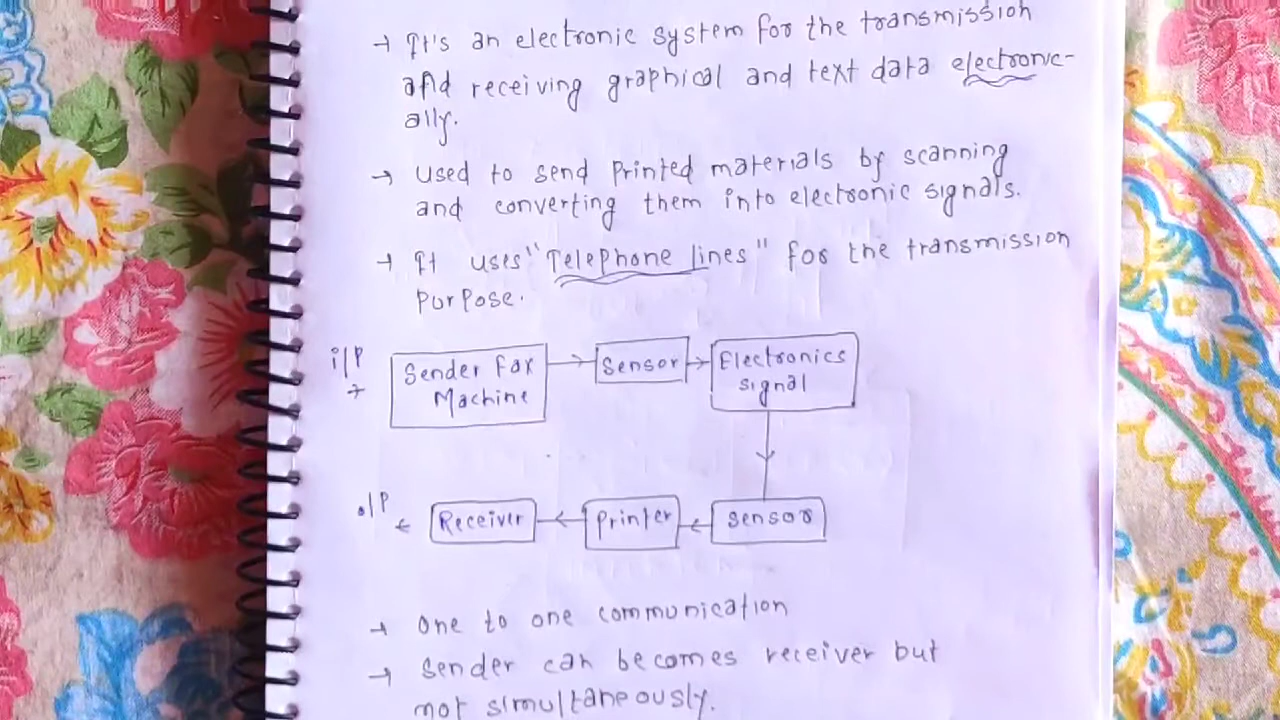 → It's an electronic system for the transmission
and receiving graphical and text data electronic-
ally.
→ used to send printed materials by scanning
and converting them into electronic signals.
→ It uses "Telephone lines" for the transmission
purpose.
i/p → Sender fax Machine → Sensor → Electronics signal
o/p ← Receiver ← Printer ← sensor
→ One to one communication
→ Sender can becomes receiver but
not simultaneously.